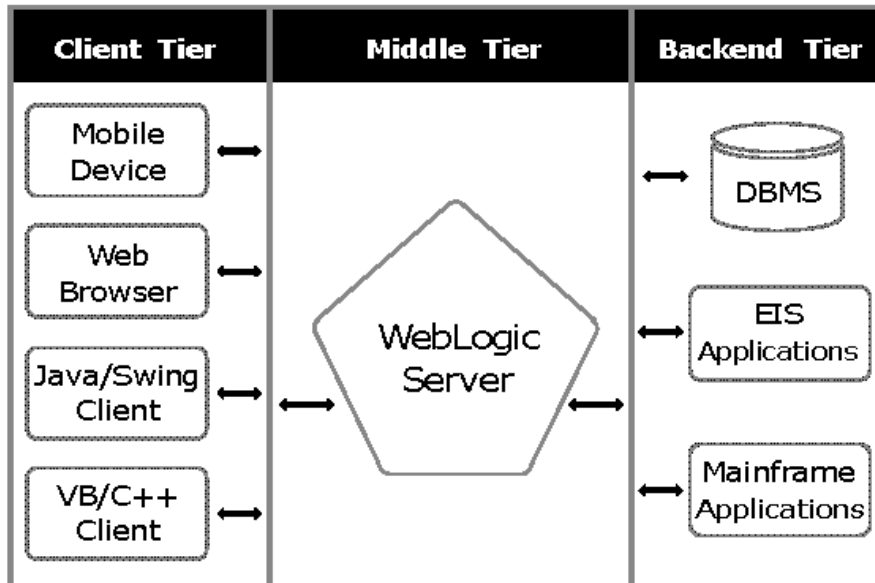 Client Tier
Middle Tier
Backend Tier
Mobile
Device
Web
Browser
Java/Swing
Client
VB/C++
Client
WebLogic
Server
DBMS
EIS
Applications
Mainframe
Applications